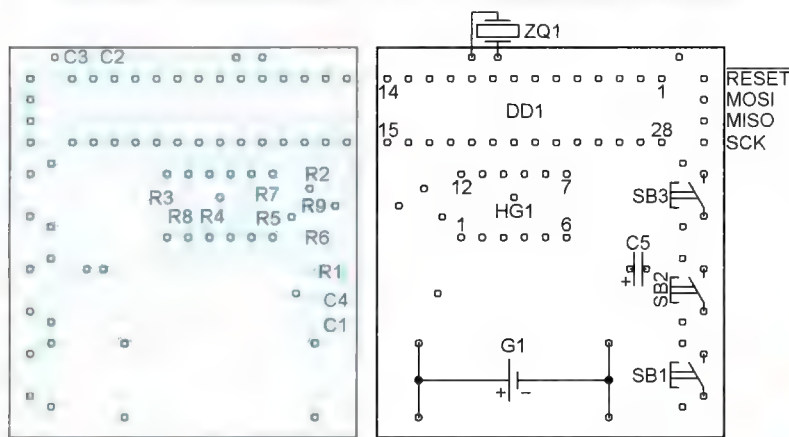 ZQ1
C3 C2
14 1 RESET
MOSI
DD1
MISO
15 28 SCK
R2 12 7
R3 R7 SB3
R8 R4 R5 R9 HG1
R6 1 6
C5
R1 +
C4 SB2
C1
G1
+ − SB1